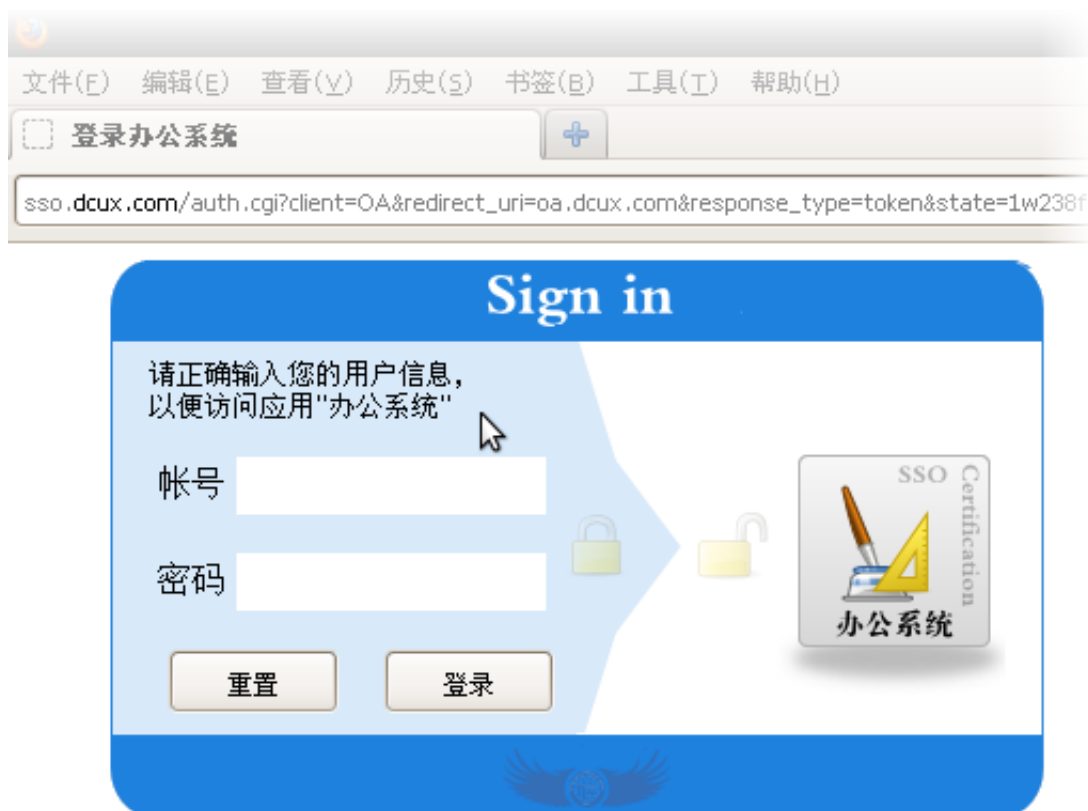 文件(F) 编辑(E) 查看(V) 历史(S) 书签(B) 工具(T) 帮助(H)
登录办公系统
sso.dcux.com/auth.cgi?client=OA&redirect_uri=oa.dcux.com&response_type=token&state=1w238f
Sign in
请正确输入您的用户信息，
以便访问应用"办公系统"
帐号
密码
重置 登录
SSO
Certification
办公系统